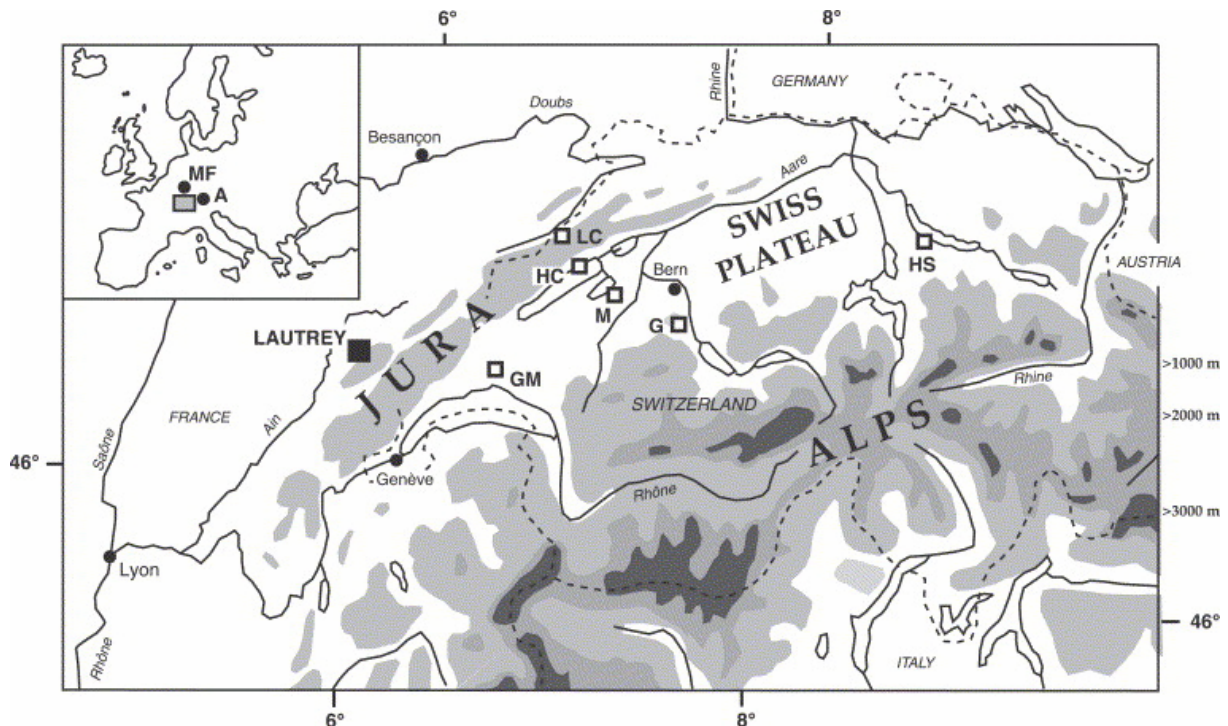 6°
8°
GERMANY
Rhine
Doubs
Besançon
MF
A
Aare
SWISS
PLATEAU
LC
HC
Bern
HS
AUSTRIA
M
G
LAUTREY
JURA
GM
>1000 m
Rhine
FRANCE
Ain
SWITZERLAND
>2000 m
ALPS
Saône
46°
Genève
Rhône
>3000 m
Lyon
46°
Rhône
ITALY
6°
8°